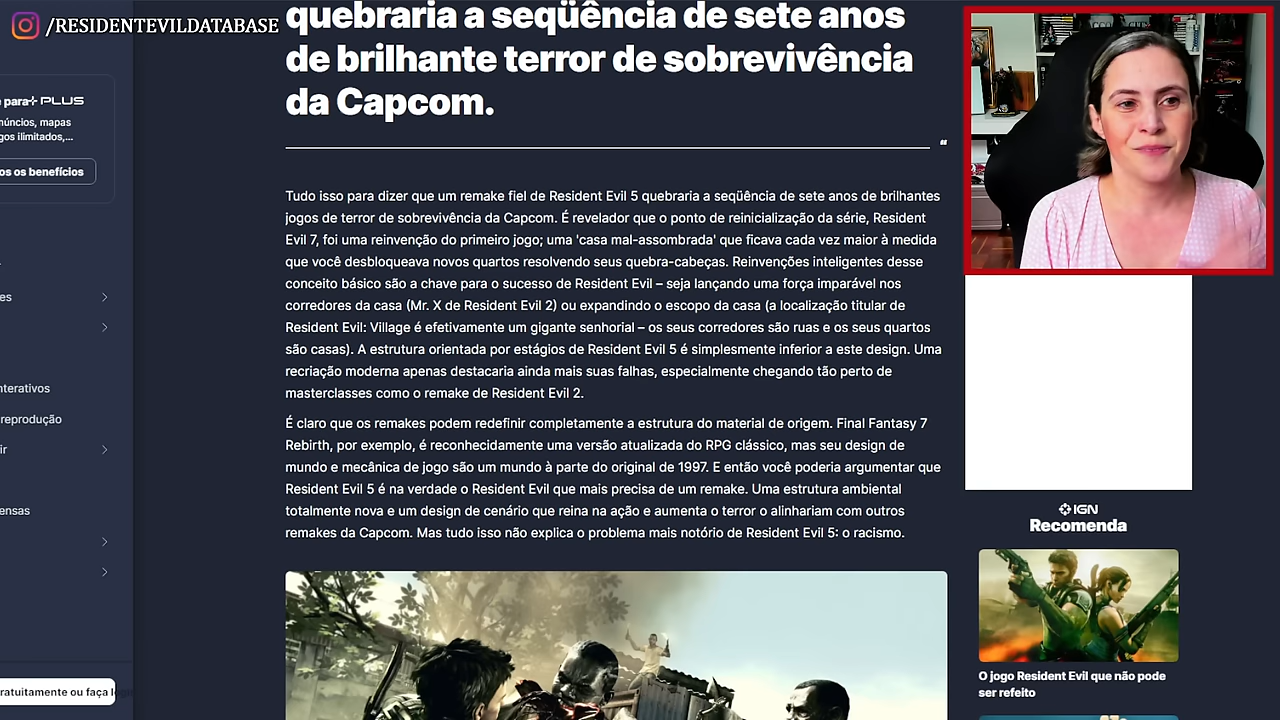 /RESIDENTEVILDATABASE
quebraria a seqüência de sete anos
de brilhante terror de sobrevivência
da Capcom.
“
e para+ PLUS
núncios, mapas
gos ilimitados,...
os os benefícios
Tudo isso para dizer que um remake fiel de Resident Evil 5 quebraria a seqüência de sete anos de brilhantes
jogos de terror de sobrevivência da Capcom. É revelador que o ponto de reinicialização da série, Resident
Evil 7, foi uma reinvenção do primeiro jogo; uma 'casa mal-assombrada' que ficava cada vez maior à medida
que você desbloqueava novos quartos resolvendo seus quebra-cabeças. Reinvenções inteligentes desse
conceito básico são a chave para o sucesso de Resident Evil – seja lançando uma força imparável nos
corredores da casa (Mr. X de Resident Evil 2) ou expandindo o escopo da casa (a localização titular de
Resident Evil: Village é efetivamente um gigante senhorial – os seus corredores são ruas e os seus quartos
são casas). A estrutura orientada por estágios de Resident Evil 5 é simplesmente inferior a este design. Uma
recriação moderna apenas destacaria ainda mais suas falhas, especialmente chegando tão perto de
masterclasses como o remake de Resident Evil 2.
É claro que os remakes podem redefinir completamente a estrutura do material de origem. Final Fantasy 7
Rebirth, por exemplo, é reconhecidamente uma versão atualizada do RPG clássico, mas seu design de
mundo e mecânica de jogo são um mundo à parte do original de 1997. E então você poderia argumentar que
Resident Evil 5 é na verdade o Resident Evil que mais precisa de um remake. Uma estrutura ambiental
totalmente nova e um design de cenário que reina na ação e aumenta o terror o alinhariam com outros
remakes da Capcom. Mas tudo isso não explica o problema mais notório de Resident Evil 5: o racismo.
es
nterativos
reprodução
ir
ensas
ratuitamente ou faça
IGN
Recomenda
O jogo Resident Evil que não pode
ser refeito